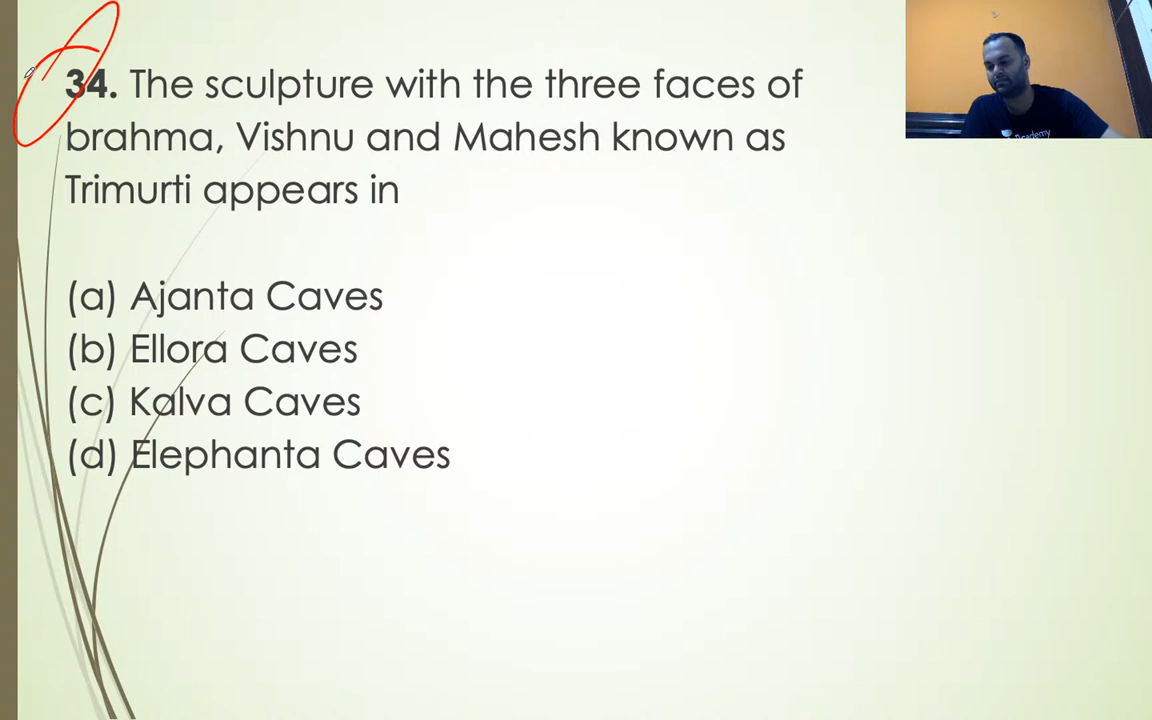 34. The sculpture with the three faces of
brahma, Vishnu and Mahesh known as
Trimurti appears in
(a) Ajanta Caves
(b) Ellora Caves
(c) Kalva Caves
(d) Elephanta Caves